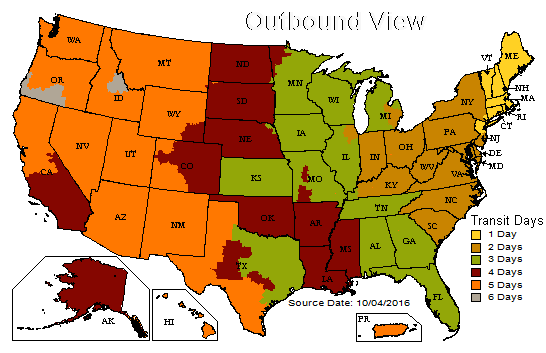 Outbound View
WA
MT
ND
MN
ME
VT
OR
ID
SD
WI
MI
NY
NH
MA
RI
CT
WY
NE
IA
PA
NJ
NV
UT
CO
IL
IN
OH
DE
MD
CA
KS
MO
KY
WV
VA
AZ
NM
OK
AR
TN
NC
SC
TX
LA
MS
AL
GA
FL
Transit Days
1 Day
2 Days
3 Days
4 Days
5 Days
6 Days
Source Date: 10/04/2016
AK
HI
PR